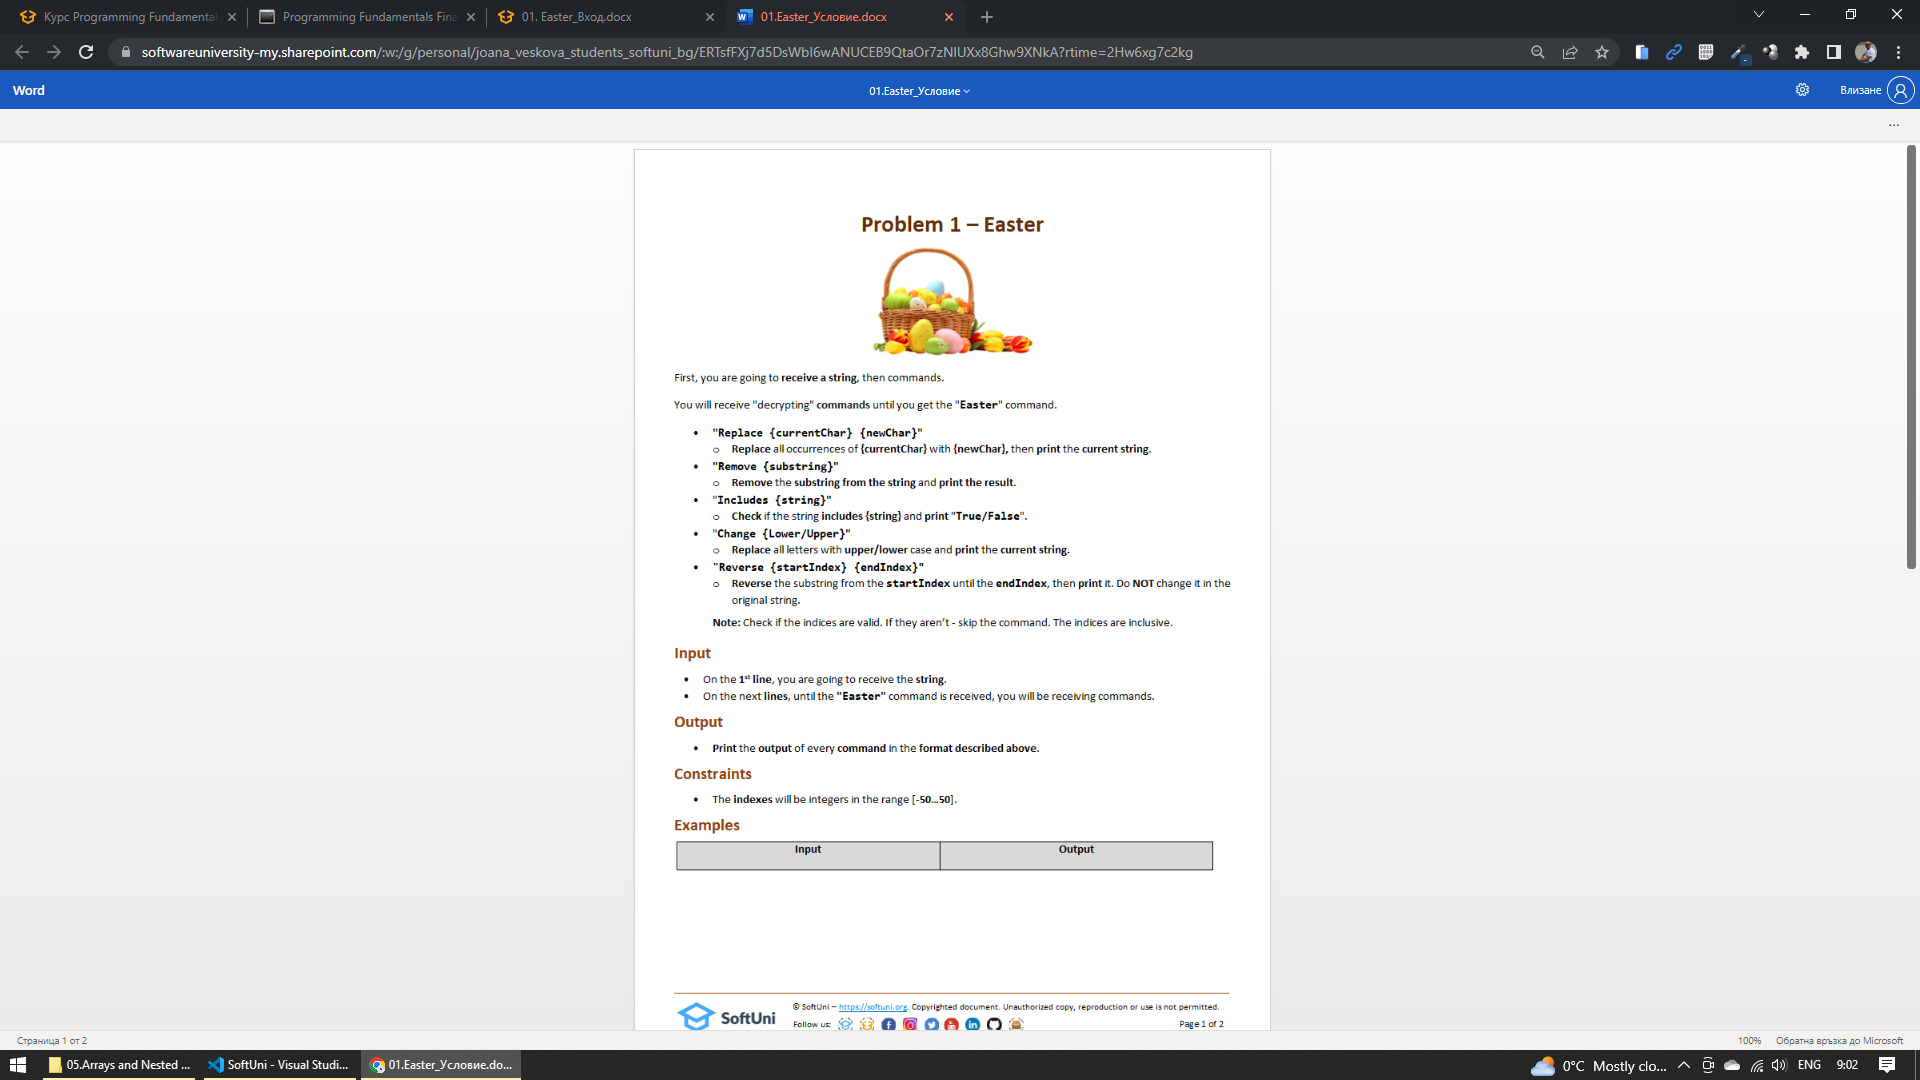 Курс Programming Fundamental
Programming Fundamentals Fina
01. Easter_Вход.docx
01.Easter_Условие.docx
softwareuniversity-my.sharepoint.com/:w:/g/personal/joana_veskova_students_softuni_bg/ERTsfFXj7d5DsWbI6wANUCEB9QtaOr7zNIUXx8Ghw9XNkA?rtime=2Hw6xg7c2kg
Word
01.Easter_Условие
Влизане
Problem 1 – Easter
First, you are going to receive a string, then commands.
You will receive "decrypting" commands until you get the "Easter" command.
• "Replace {currentChar} {newChar}"
o Replace all occurrences of {currentChar} with {newChar}, then print the current string.
• "Remove {substring}"
o Remove the substring from the string and print the result.
• "Includes {string}"
o Check if the string includes {string} and print "True/False".
• "Change {Lower/Upper}"
o Replace all letters with upper/lower case and print the current string.
• "Reverse {startIndex} {endIndex}"
o Reverse the substring from the startIndex until the endIndex, then print it. Do NOT change it in the
original string.
Note: Check if the indices are valid. If they aren’t - skip the command. The indices are inclusive.
Input
• On the 1st line, you are going to receive the string.
• On the next lines, until the "Easter" command is received, you will be receiving commands.
Output
• Print the output of every command in the format described above.
Constraints
• The indexes will be integers in the range [-50…50].
Examples
Input Output
© SoftUni – https://softuni.org. Copyrighted document. Unauthorized copy, reproduction or use is not permitted.
SoftUni
Follow us:
Page 1 of 2
Страница 1 от 2
100% Обратна връзка до Microsoft
05.Arrays and Nested ...
SoftUni - Visual Studi...
01.Easter_Условие.do...
0°C Mostly clo...
ENG
9:02